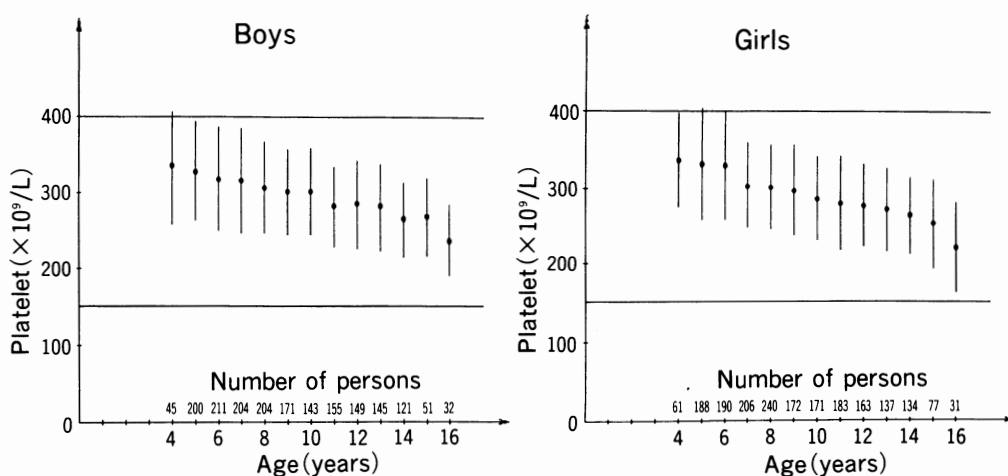 Boys
Platelet (×10⁹/L)
400
300
200
100
0
Number of persons
45 200 211 204 204 171 143 155 149 145 121 51 32
4 6 8 10 12 14 16
Age (years)
Girls
Platelet (×10⁹/L)
400
300
200
100
0
Number of persons
61 188 190 206 240 172 171 183 163 137 134 77 31
4 6 8 10 12 14 16
Age (years)